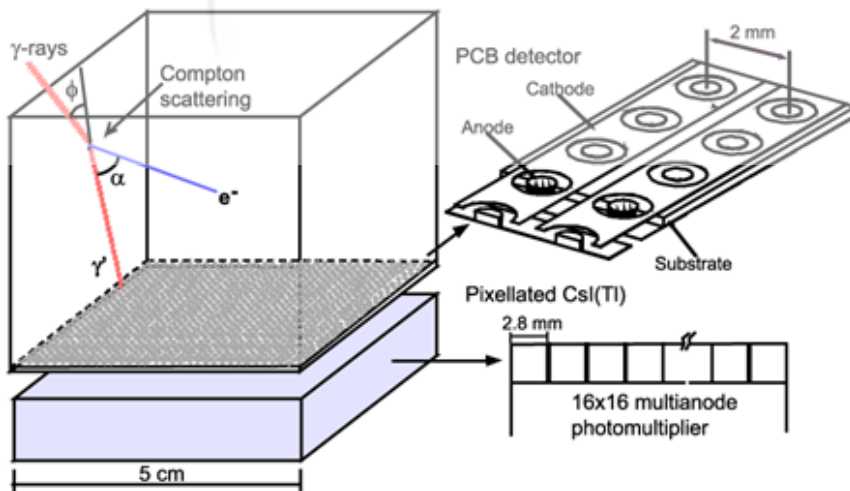 γ-rays
ϕ
Compton
scattering
α
e-
γ'
5 cm
PCB detector
2 mm
Cathode
Anode
Substrate
Pixellated CsI(Tl)
2.8 mm
16x16 multianode
photomultiplier